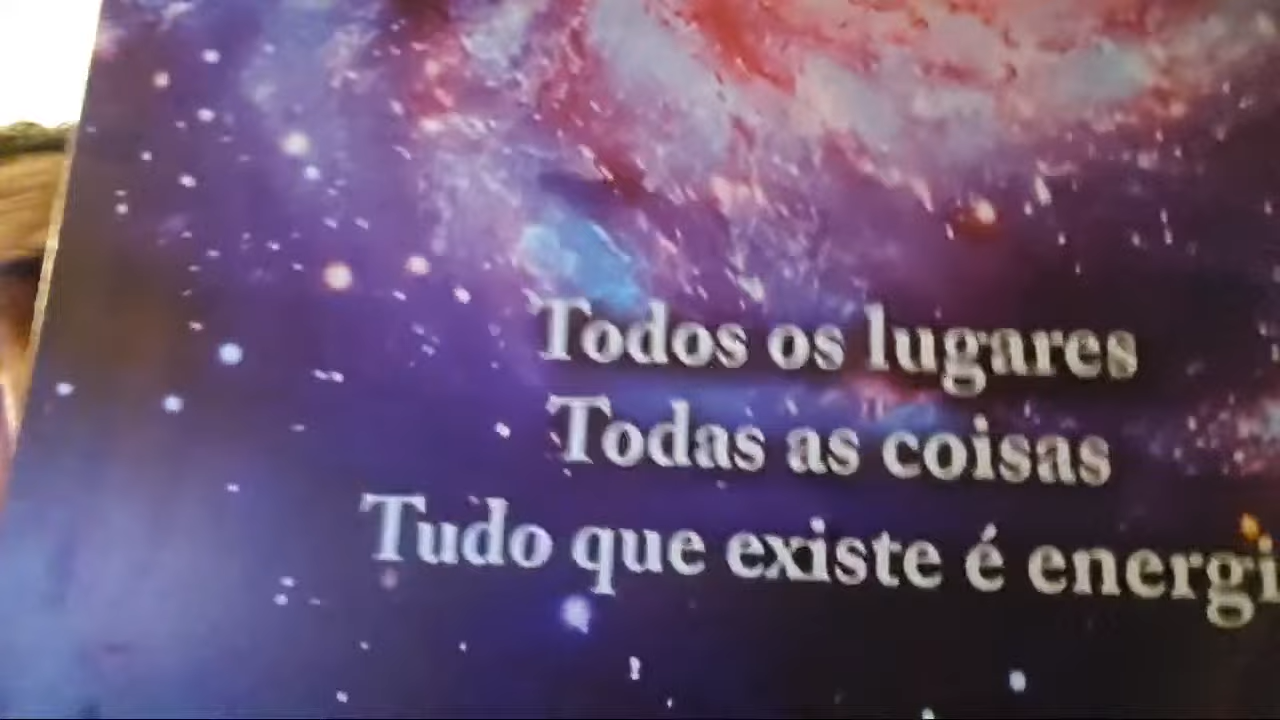 Todos os lugares
Todas as coisas
Tudo que existe é energi